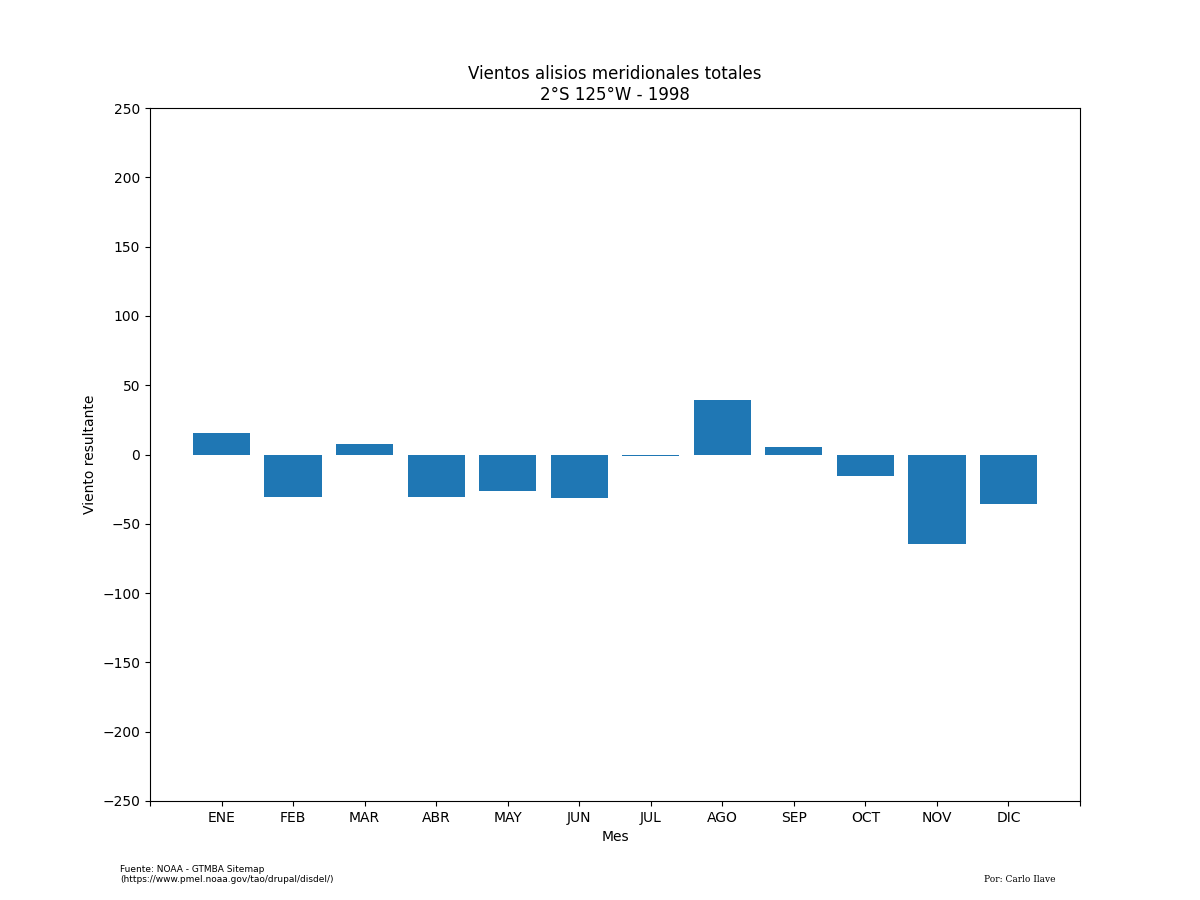 Vientos alisios meridionales totales
2°S 125°W - 1998
250
200
150
100
50
0
−50
−100
−150
−200
−250
Viento resultante
ENE FEB MAR ABR MAY JUN JUL AGO SEP OCT NOV DIC
Mes
Fuente: NOAA - GTMBA Sitemap
(https://www.pmel.noaa.gov/tao/drupal/disdel/)
Por: Carlo Ilave